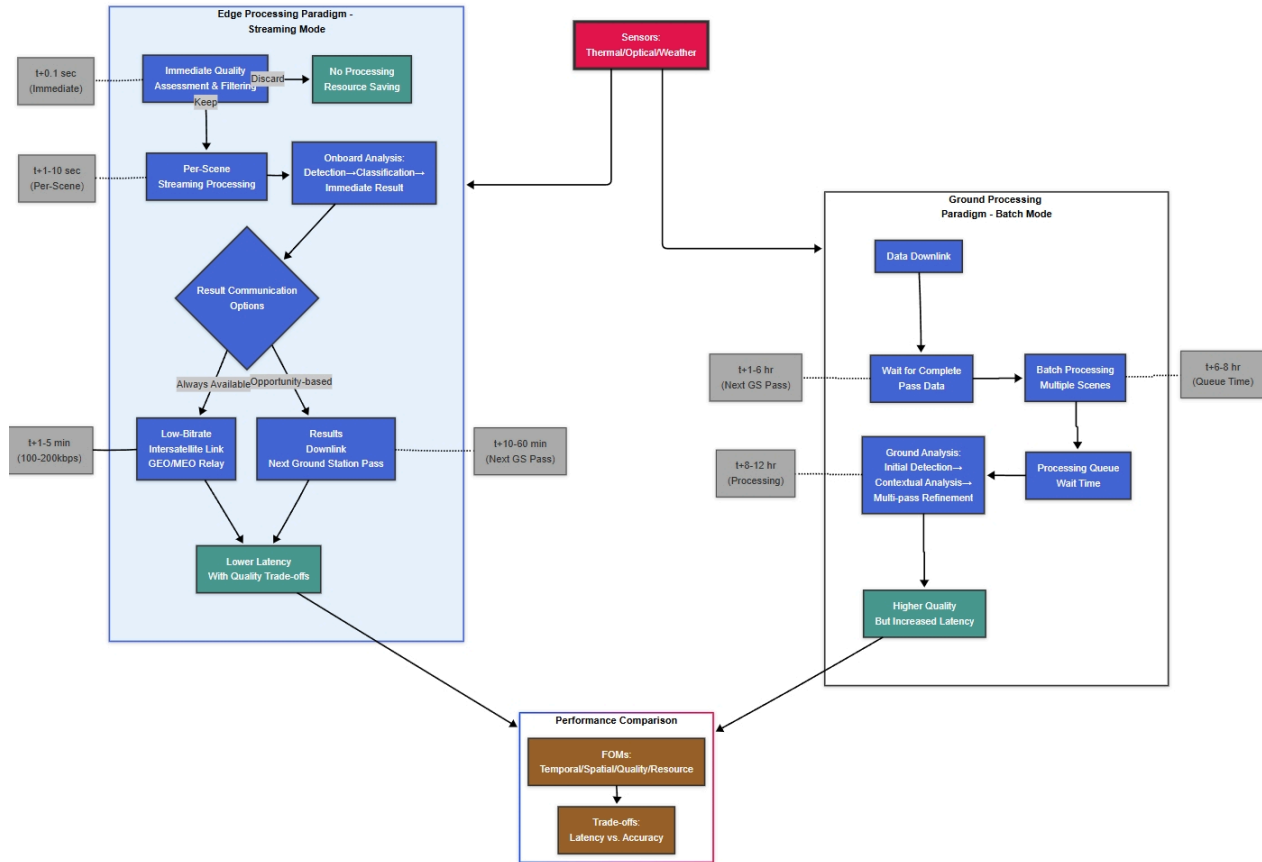 Edge Processing Paradigm -
Streaming Mode
Sensors:
Thermal/Optical/Weather
t+0.1 sec
(Immediate)
Immediate Quality
Assessment & Filtering
Discard
No Processing
Resource Saving
Keep
t+1-10 sec
(Per-Scene)
Per-Scene
Streaming Processing
Onboard Analysis:
Detection→Classification→
Immediate Result
Result Communication
Options
Always Available
Opportunity-based
t+1-5 min
(100-200kbps)
Low-Bitrate
Intersatellite Link
GEO/MEO Relay
Results
Downlink
Next Ground Station Pass
t+10-60 min
(Next GS Pass)
Lower Latency
With Quality Trade-offs
Ground Processing
Paradigm - Batch Mode
Data Downlink
t+1-6 hr
(Next GS Pass)
Wait for Complete
Pass Data
Batch Processing
Multiple Scenes
t+6-8 hr
(Queue Time)
t+8-12 hr
(Processing)
Ground Analysis:
Initial Detection→
Contextual Analysis→
Multi-pass Refinement
Processing Queue
Wait Time
Higher Quality
But Increased Latency
Performance Comparison
FOMs:
Temporal/Spatial/Quality/Resource
Trade-offs:
Latency vs. Accuracy